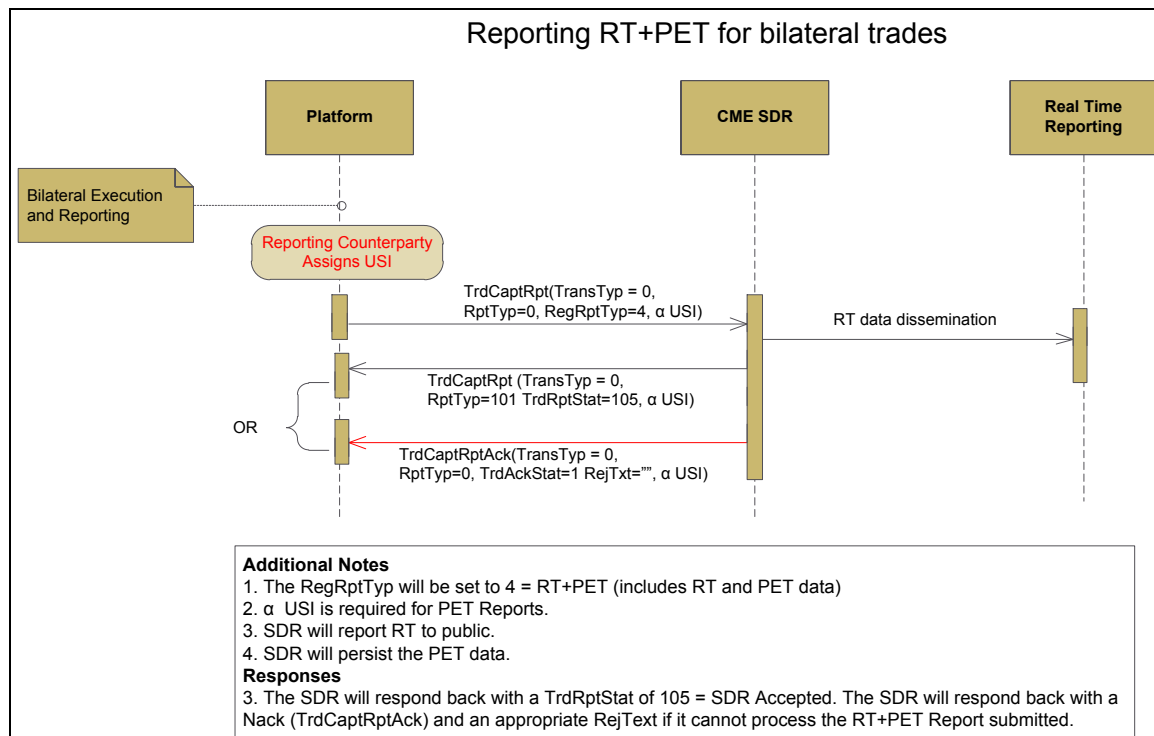 Reporting RT+PET for bilateral trades
Platform
CME SDR
Real Time
Reporting
Bilateral Execution
and Reporting
Reporting Counterparty
Assigns USI
TrdCaptRpt(TransTyp = 0,
RptTyp=0, RegRptTyp=4, α USI)
RT data dissemination
TrdCaptRpt (TransTyp = 0,
RptTyp=101 TrdRptStat=105, α USI)
OR
TrdCaptRptAck(TransTyp = 0,
RptTyp=0, TrdAckStat=1 RejTxt=””, α USI)
Additional Notes
1. The RegRptTyp will be set to 4 = RT+PET (includes RT and PET data)
2. α USI is required for PET Reports.
3. SDR will report RT to public.
4. SDR will persist the PET data.
Responses
3. The SDR will respond back with a TrdRptStat of 105 = SDR Accepted. The SDR will respond back with a
Nack (TrdCaptRptAck) and an appropriate RejText if it cannot process the RT+PET Report submitted.